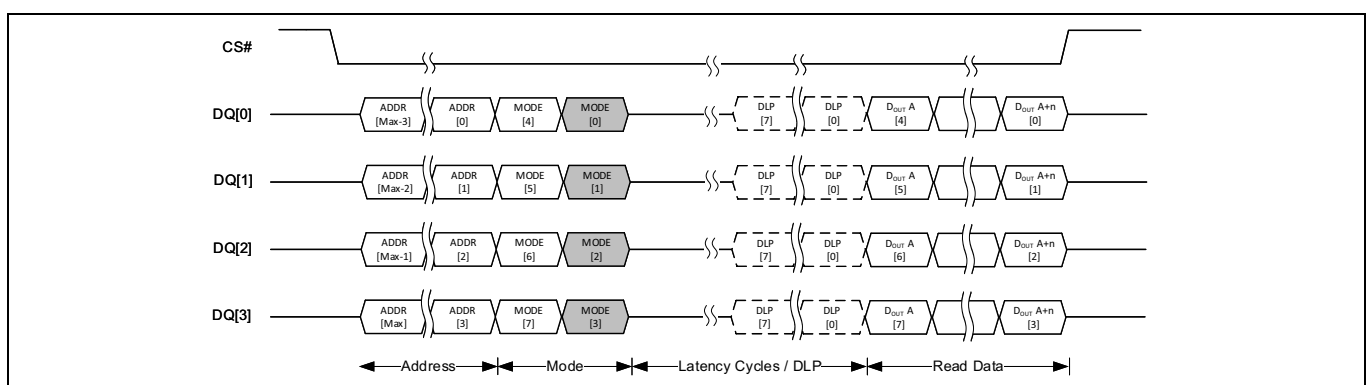 CS#
DQ[0] ADDR [Max-3] ADDR [0] MODE [4] MODE [0] DLP [7] DLP [0] DOUT A [4] DOUT A+n [0]
DQ[1] ADDR [Max-2] ADDR [1] MODE [5] MODE [1] DLP [7] DLP [0] DOUT A [5] DOUT A+n [1]
DQ[2] ADDR [Max-1] ADDR [2] MODE [6] MODE [2] DLP [7] DLP [0] DOUT A [6] DOUT A+n [2]
DQ[3] ADDR [Max] ADDR [3] MODE [7] MODE [3] DLP [7] DLP [0] DOUT A [7] DOUT A+n [3]
Address Mode Latency Cycles / DLP Read Data